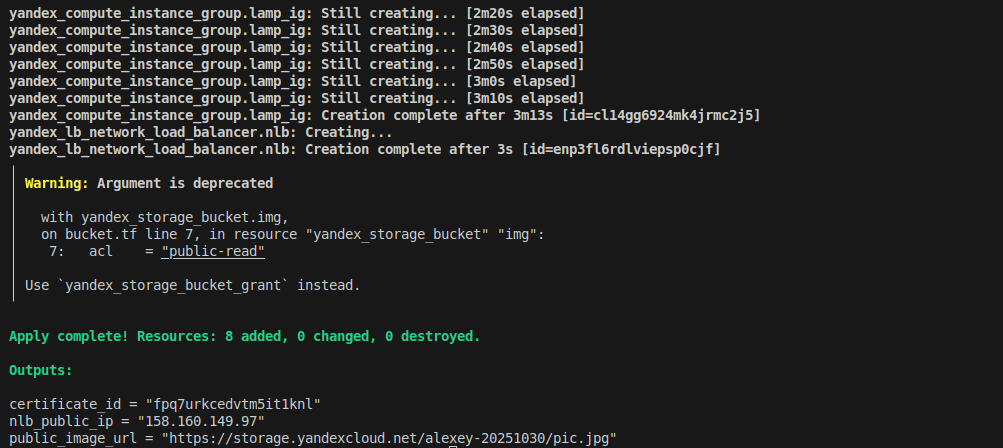 yandex_compute_instance_group.lamp_ig: Still creating... [2m20s elapsed]
yandex_compute_instance_group.lamp_ig: Still creating... [2m30s elapsed]
yandex_compute_instance_group.lamp_ig: Still creating... [2m40s elapsed]
yandex_compute_instance_group.lamp_ig: Still creating... [2m50s elapsed]
yandex_compute_instance_group.lamp_ig: Still creating... [3m0s elapsed]
yandex_compute_instance_group.lamp_ig: Still creating... [3m10s elapsed]
yandex_compute_instance_group.lamp_ig: Creation complete after 3m13s [id=cl14gg6924mk4jrmc2j5]
yandex_lb_network_load_balancer.nlb: Creating...
yandex_lb_network_load_balancer.nlb: Creation complete after 3s [id=enp3fl6rdlviepsp0cjf]
Warning: Argument is deprecated
with yandex_storage_bucket.img,
on bucket.tf line 7, in resource "yandex_storage_bucket" "img":
7: acl = "public-read"
Use `yandex_storage_bucket_grant` instead.
Apply complete! Resources: 8 added, 0 changed, 0 destroyed.
Outputs:
certificate_id = "fpq7urkcedvtm5it1knl"
nlb_public_ip = "158.160.149.97"
public_image_url = "https://storage.yandexcloud.net/alexey-20251030/pic.jpg"